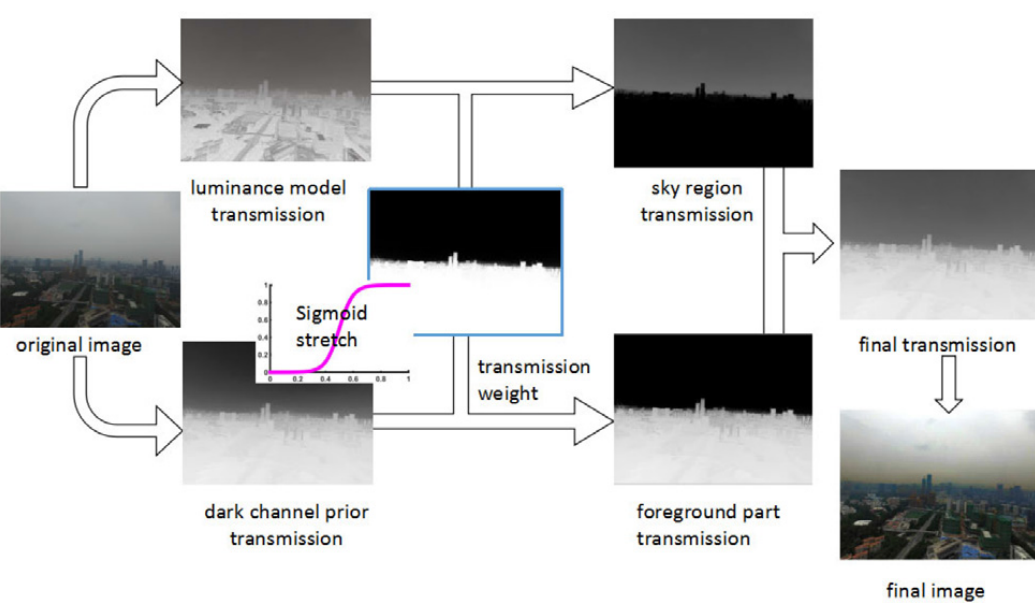 luminance model
transmission
sky region
transmission
original image
1
0.8
0.6
0.4
0.2
0
0
0.2
0.4
0.6
0.8
1
Sigmoid
stretch
transmission
weight
final transmission
dark channel prior
transmission
foreground part
transmission
final image